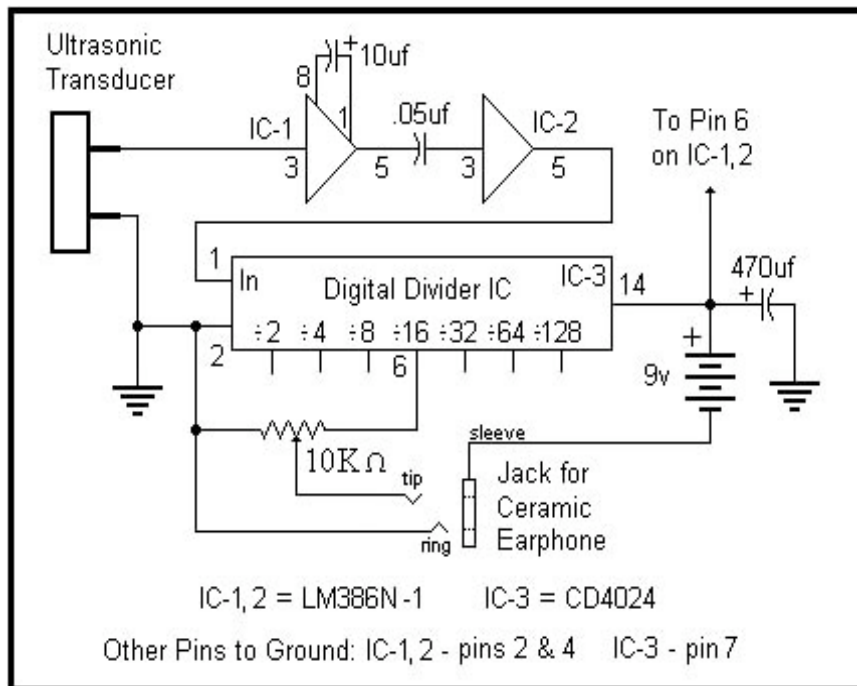 Ultrasonic
Transducer
8
+
10uf
IC-1
1
3
5
.05uf
3
IC-2
5
To Pin 6
on IC-1,2
1
In
Digital Divider IC
IC-3
14
470uf
+
2
÷2 ÷4 ÷8 ÷16 ÷32 ÷64 ÷128
6
+
9v
10KΩ
tip
sleeve
ring
Jack for
Ceramic
Earphone
IC-1,2 = LM386N-1 IC-3 = CD4024
Other Pins to Ground: IC-1,2 - pins 2 & 4 IC-3 - pin 7